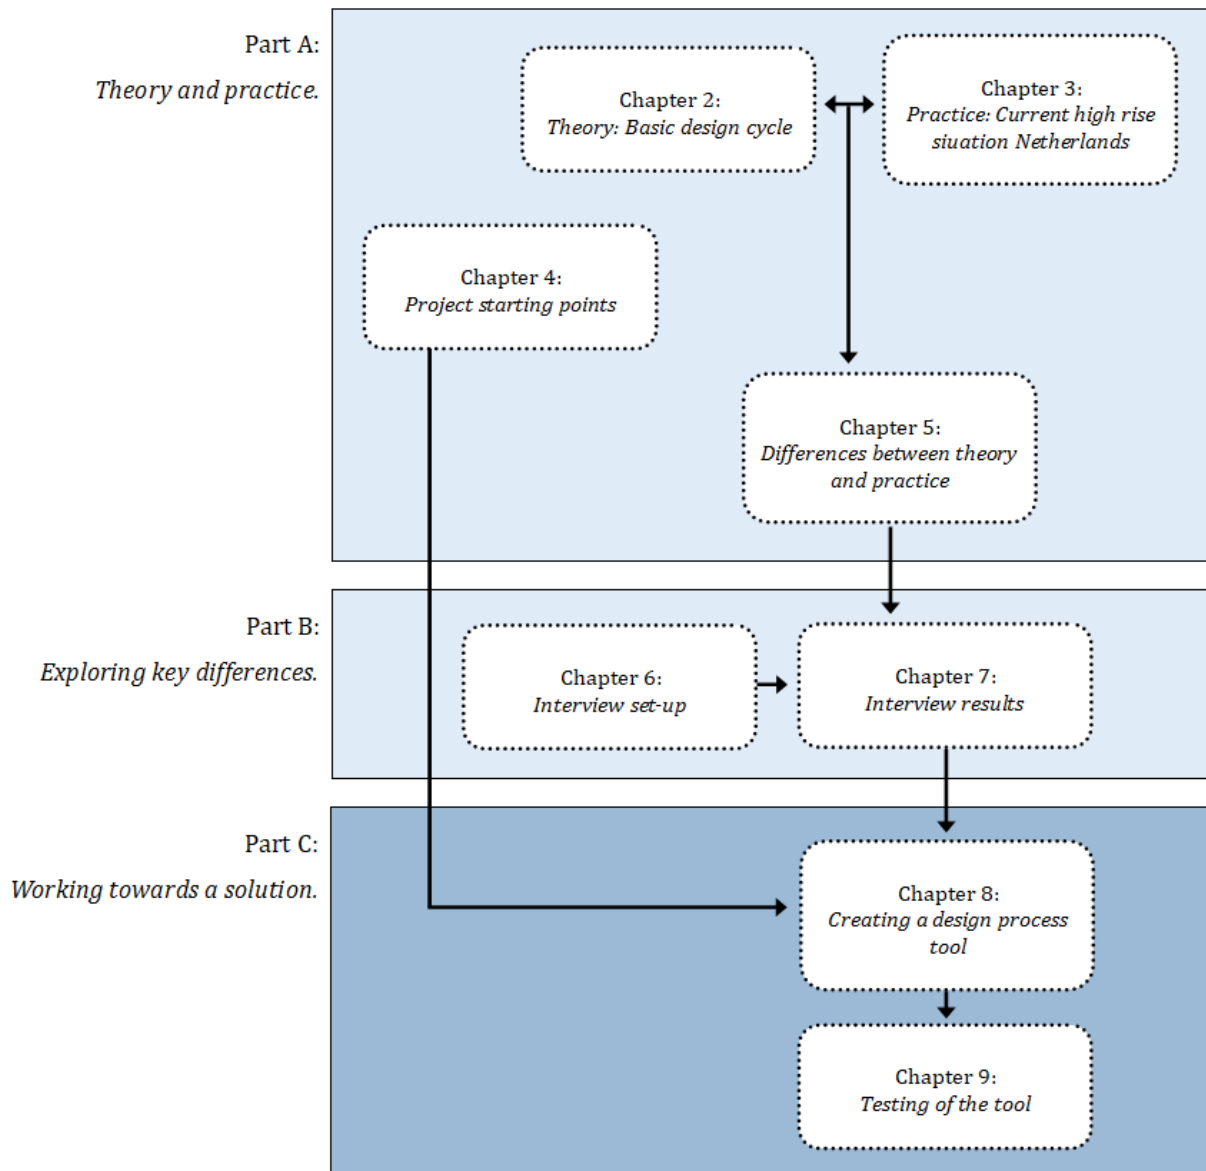 Part A:
Theory and practice.
Chapter 2:
Theory: Basic design cycle
Chapter 3:
Practice: Current high rise
siuation Netherlands
Chapter 4:
Project starting points
Chapter 5:
Differences between theory
and practice
Part B:
Exploring key differences.
Chapter 6:
Interview set-up
Chapter 7:
Interview results
Part C:
Working towards a solution.
Chapter 8:
Creating a design process
tool
Chapter 9:
Testing of the tool